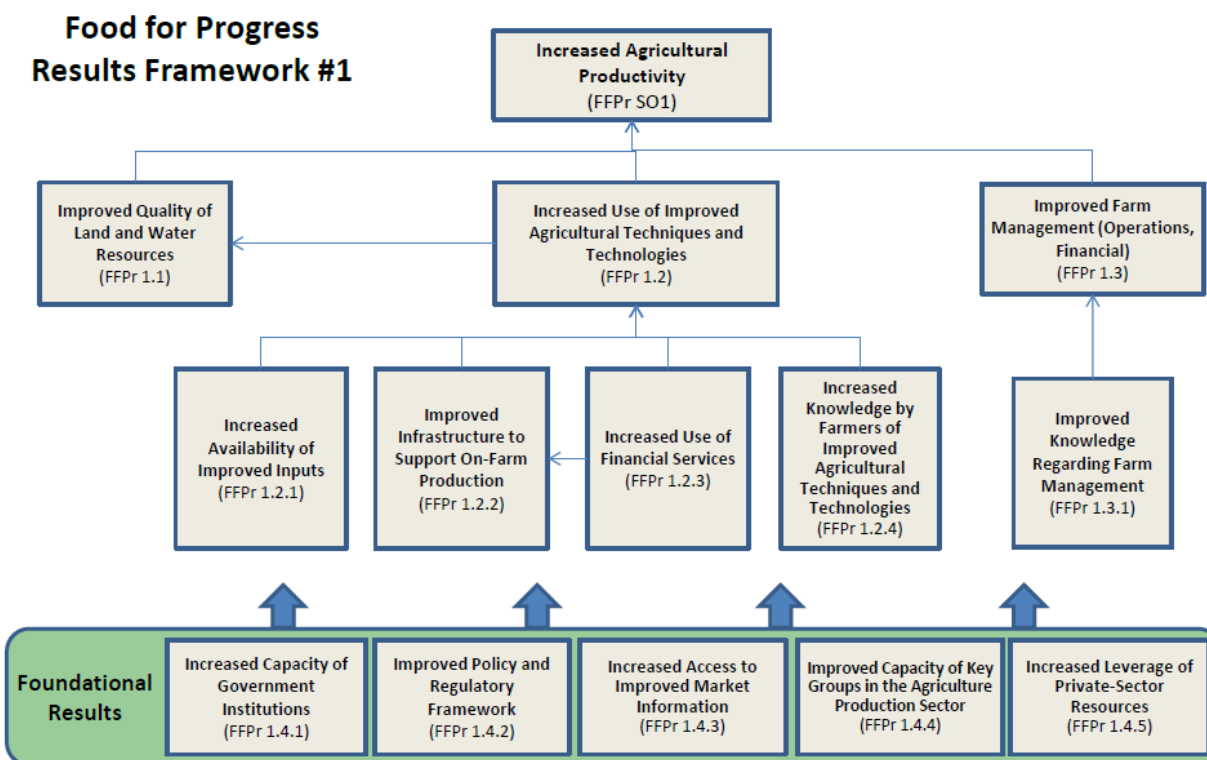 Food for Progress
Results Framework #1
Increased Agricultural
Productivity
(FFPr SO1)
Improved Quality of
Land and Water
Resources
(FFPr 1.1)
Increased Use of Improved
Agricultural Techniques and
Technologies
(FFPr 1.2)
Improved Farm
Management (Operations,
Financial)
(FFPr 1.3)
Increased
Availability of
Improved Inputs
(FFPr 1.2.1)
Improved
Infrastructure to
Support On-Farm
Production
(FFPr 1.2.2)
Increased Use of
Financial Services
(FFPr 1.2.3)
Increased
Knowledge by
Farmers of
Improved
Agricultural
Techniques and
Technologies
(FFPr 1.2.4)
Improved
Knowledge
Regarding Farm
Management
(FFPr 1.3.1)
Foundational
Results
Increased Capacity of
Government
Institutions
(FFPr 1.4.1)
Improved Policy and
Regulatory
Framework
(FFPr 1.4.2)
Increased Access to
Improved Market
Information
(FFPr 1.4.3)
Improved Capacity of Key
Groups in the Agriculture
Production Sector
(FFPr 1.4.4)
Increased Leverage of
Private-Sector
Resources
(FFPr 1.4.5)